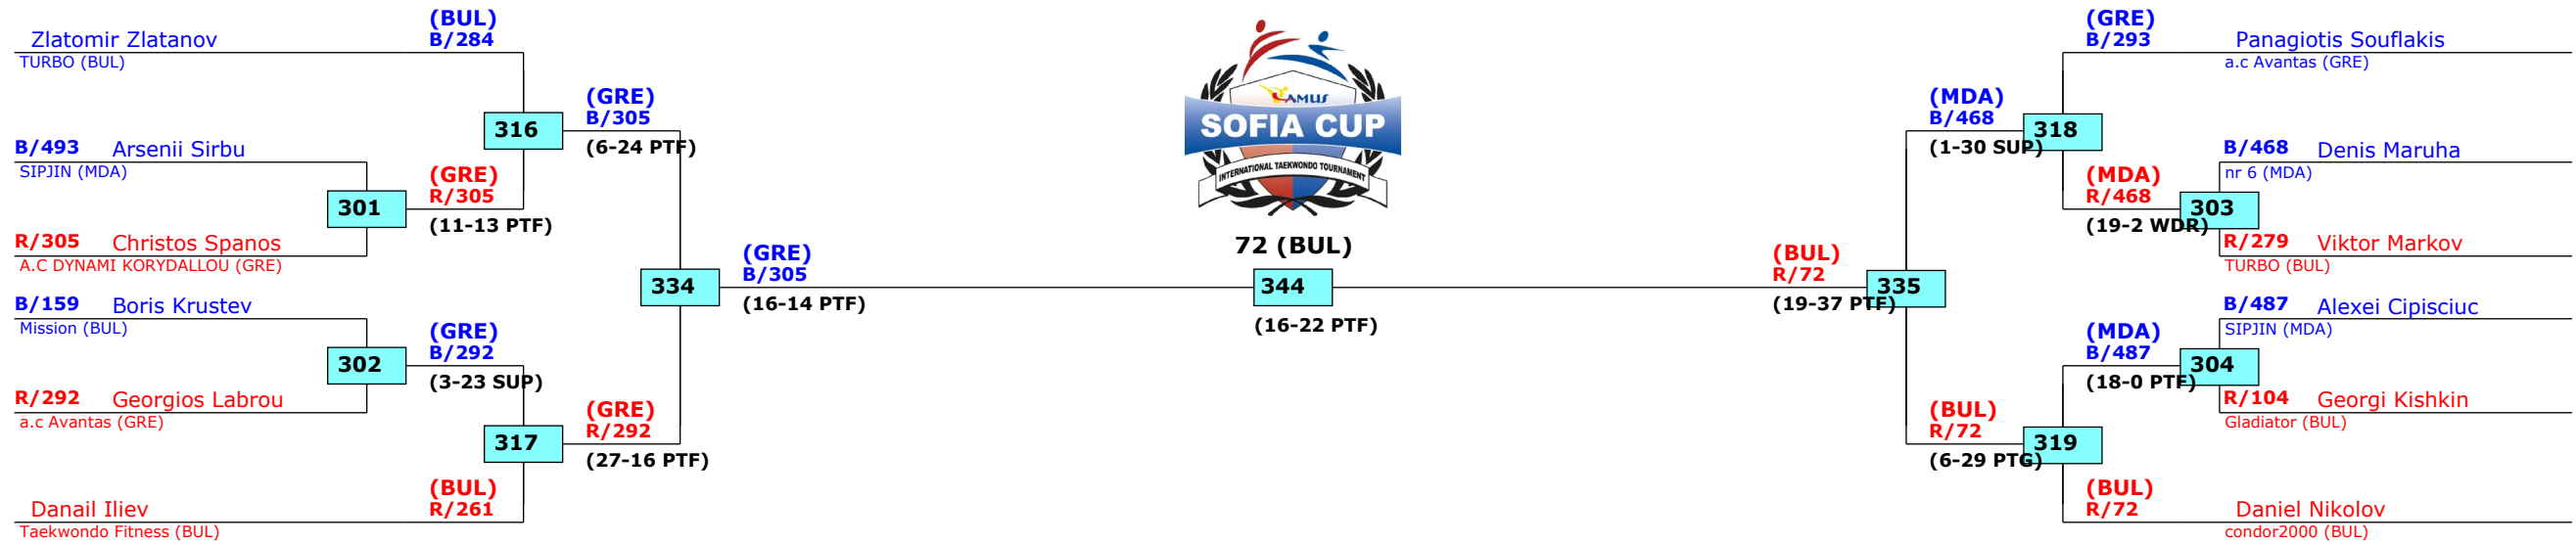 (BUL)
B/284
Zlatomir Zlatanov
TURBO (BUL)
B/493 Arsenii Sirbu
SIPJIN (MDA)
301
R/305 Christos Spanos
A.C DYNAMI KORYDALLOU (GRE)
(GRE)
R/305
(11-13 PTF)
316
(GRE)
B/305
(6-24 PTF)
B/159 Boris Krustev
Mission (BUL)
302
R/292 Georgios Labrou
a.c Avantas (GRE)
(GRE)
B/292
(3-23 SUP)
317
(GRE)
R/292
(27-16 PTF)
(BUL)
R/261
Danail Iliev
Taekwondo Fitness (BUL)
334
(GRE)
B/305
(16-14 PTF)
RAMUS
SOFIA CUP
INTERNATIONAL TAEKWONDO TOURNAMENT
72 (BUL)
344
(16-22 PTF)
(BUL)
R/72
(19-37 PTF)
335
(MDA)
B/468
(1-30 SUP)
318
(GRE)
B/293
Panagiotis Souflakis
a.c Avantas (GRE)
(MDA)
R/468
(19-2 WDR)
303
B/468 Denis Maruha
nr 6 (MDA)
R/279 Viktor Markov
TURBO (BUL)
(BUL)
R/72
(6-29 PTG)
319
(MDA)
B/487
(18-0 PTF)
304
B/487 Alexei Cipisciuc
SIPJIN (MDA)
R/104 Georgi Kishkin
Gladiator (BUL)
(BUL)
R/72
Daniel Nikolov
condor2000 (BUL)